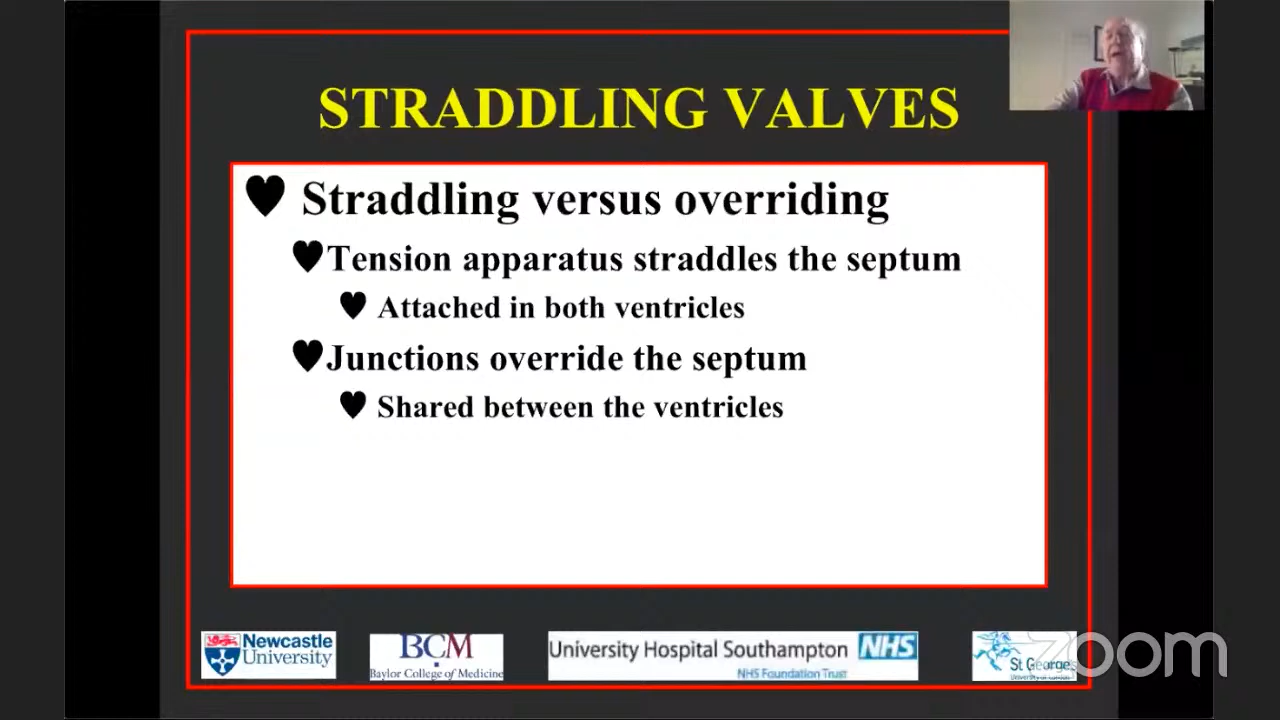 STRADDLING VALVES
Straddling versus overriding
Tension apparatus straddles the septum
Attached in both ventricles
Junctions override the septum
Shared between the ventricles
Newcastle
University
BCM
Baylor College of Medicine
University Hospital Southampton NHS
NHS Foundation Trust
St George's
zoom